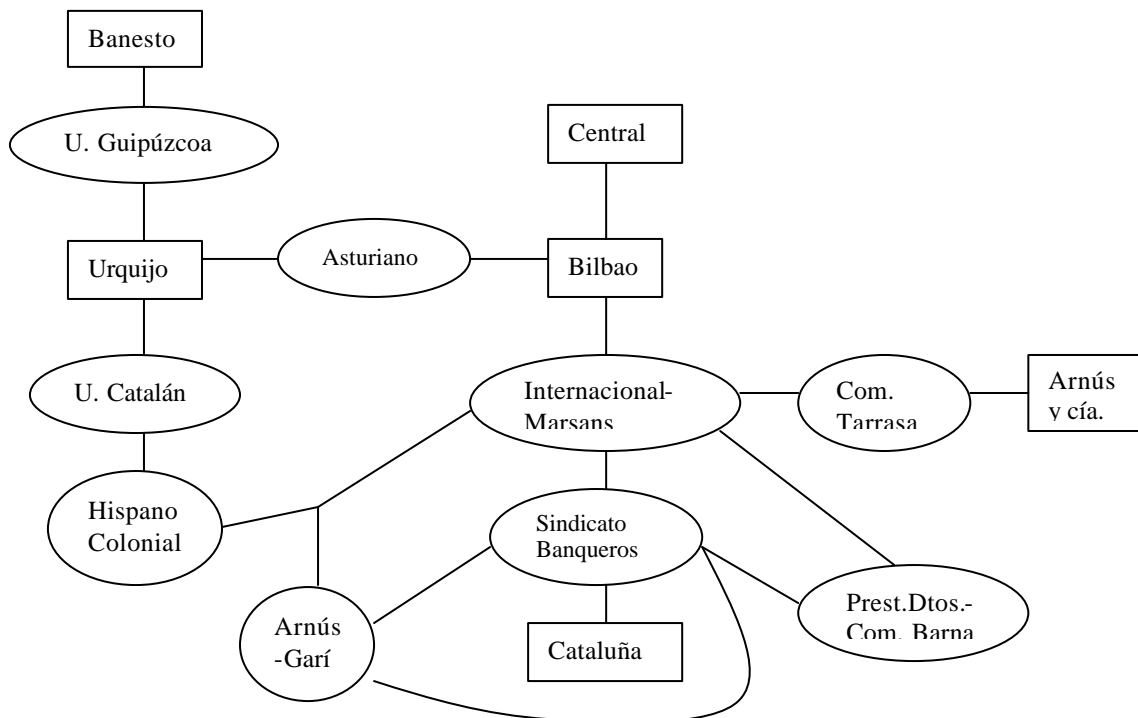 Banesto
U. Guipúzcoa
Central
Urquijo
Asturiano
Bilbao
U. Catalán
Internacional-
Marsans
Com.
Tarrasa
Arnús
y cía.
Hispano
Colonial
Sindicato
Banqueros
Arnús
-Garí
Cataluña
Prest.Dtos.-
Com. Barna